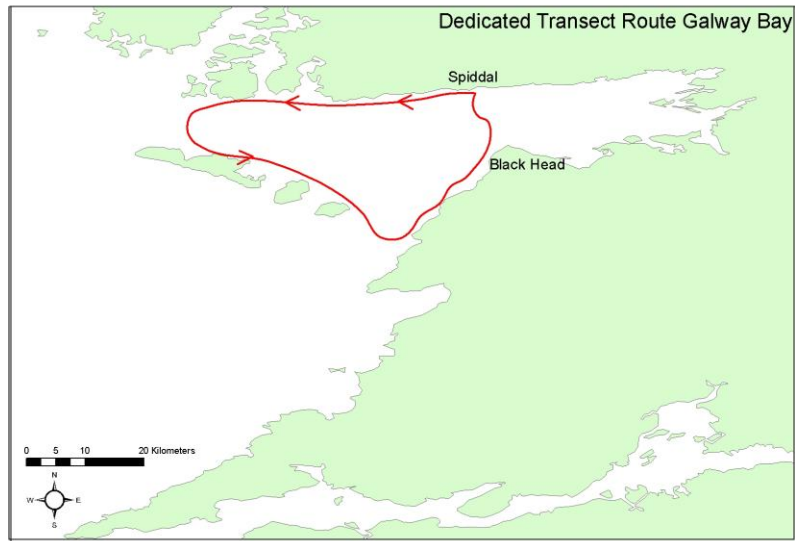 Dedicated Transect Route Galway Bay
Spiddal
Black Head
0 5 10 20 Kilometers
N
W E
S